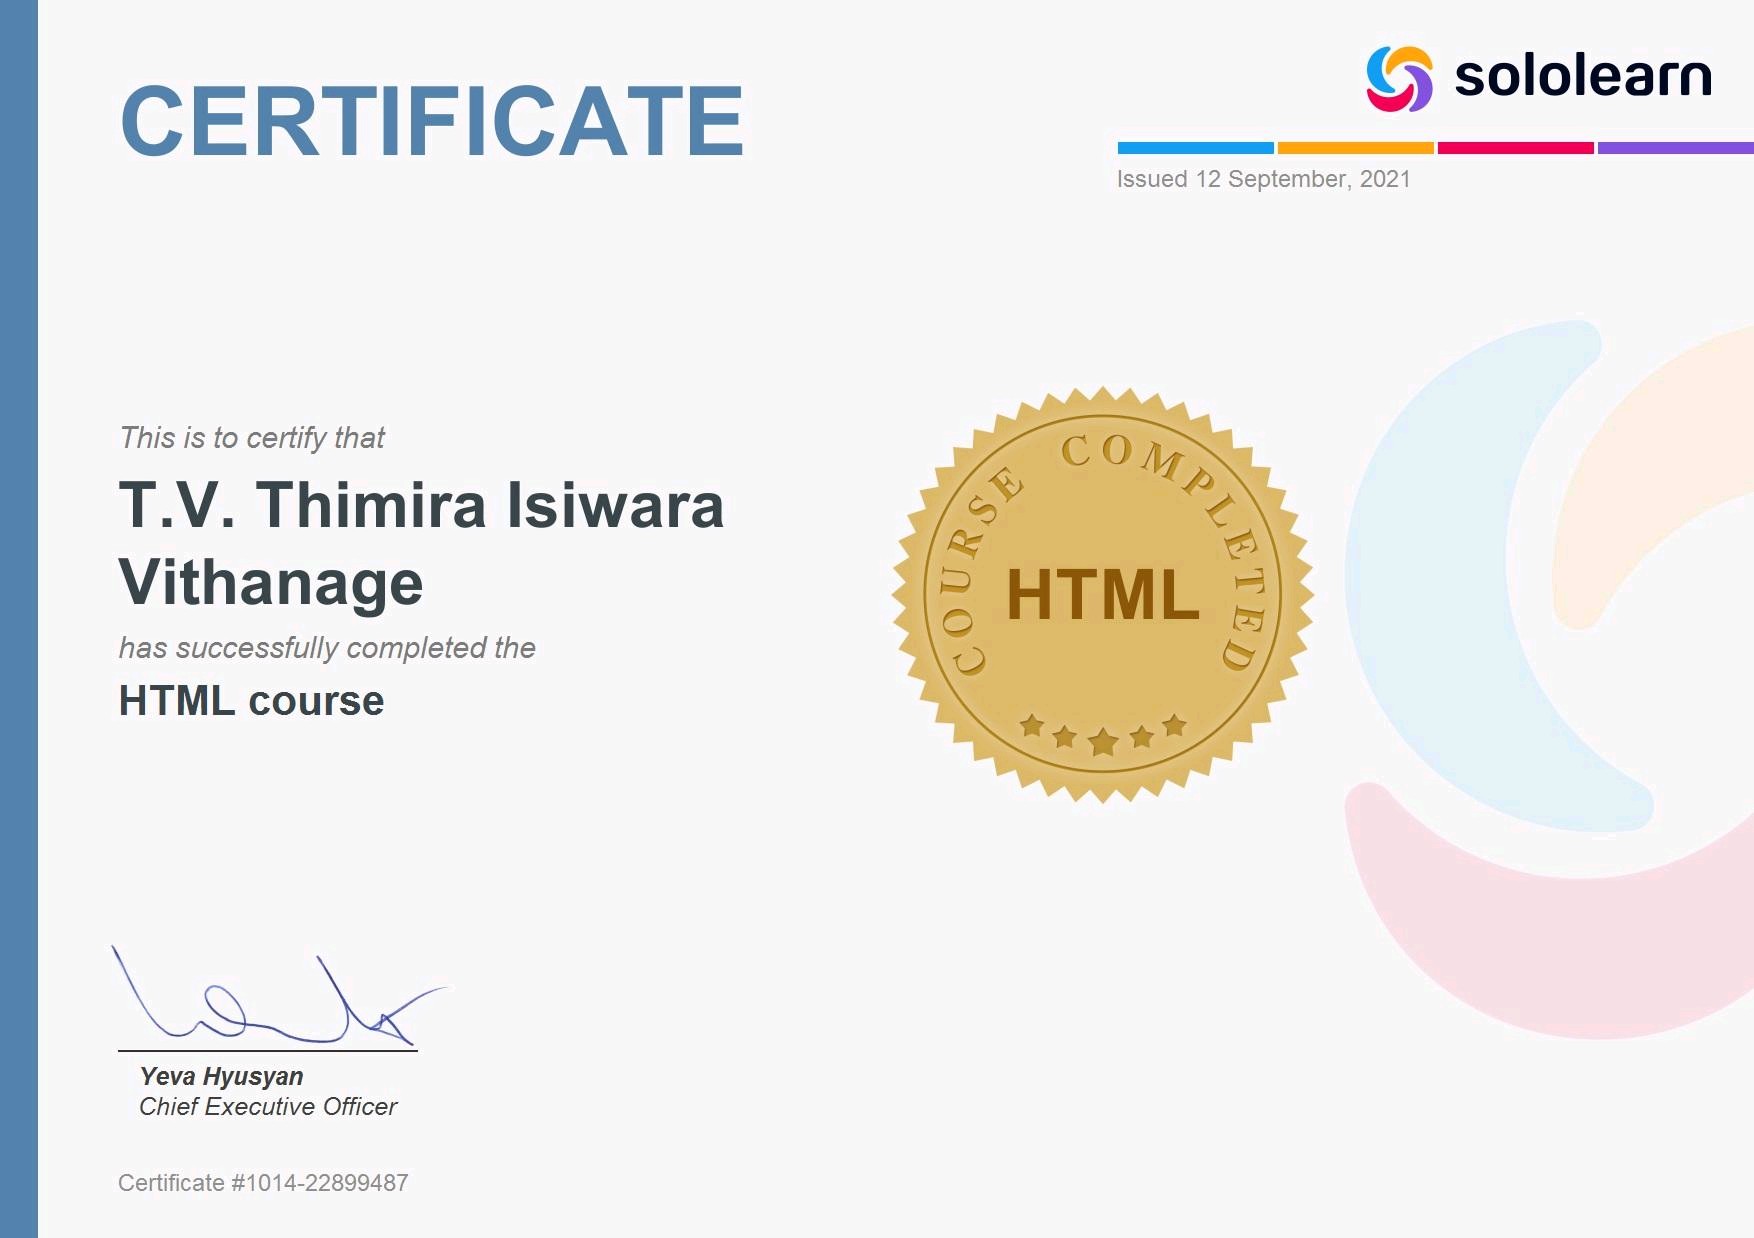 CERTIFICATE
sololearn
Issued 12 September, 2021
This is to certify that
T.V. Thimira Isiwara
Vithanage
has successfully completed the
HTML course
COURSE COMPLETED
HTML
Yeva Hyusyan
Chief Executive Officer
Certificate #1014-22899487